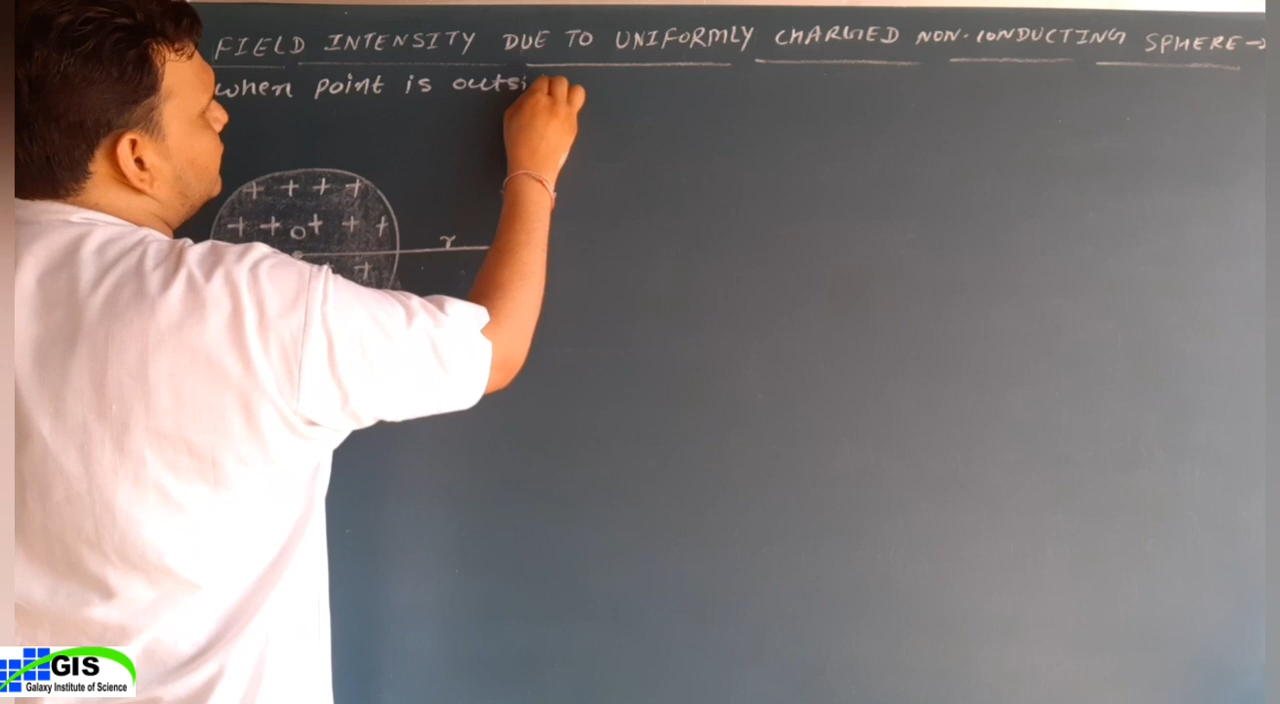 FIELD INTENSITY DUE TO UNIFORMLY CHARGED NON-CONDUCTING SPHERE→
when point is outsi
+ + + +
+ + O + + +
r
+
GIS
Galaxy Institute of Science